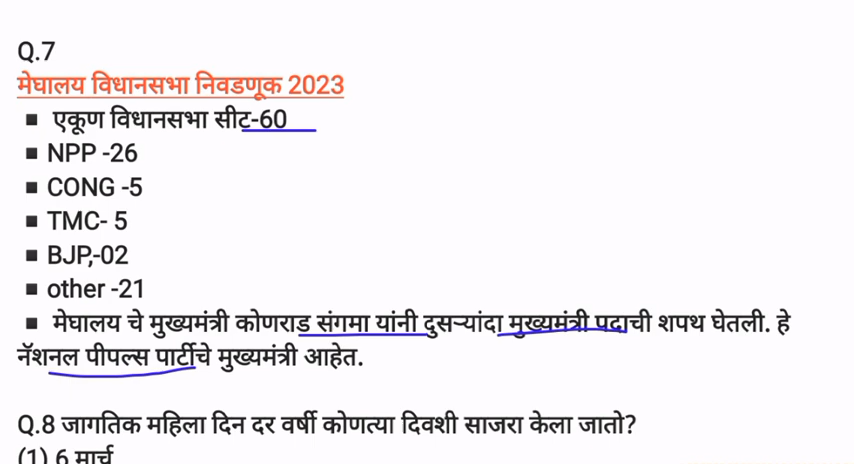 Q.7
मेघालय विधानसभा निवडणूक 2023
▪ एकूण विधानसभा सीट-60
▪ NPP -26
▪ CONG -5
▪ TMC- 5
▪ BJP,-02
▪ other -21
▪ मेघालय चे मुख्यमंत्री कोणराड संगमा यांनी दुसऱ्यांदा मुख्यमंत्री पदाची शपथ घेतली. हे
नॅशनल पीपल्स पार्टीचे मुख्यमंत्री आहेत.
Q.8 जागतिक महिला दिन दर वर्षी कोणत्या दिवशी साजरा केला जातो?
(1) 6 मार्च